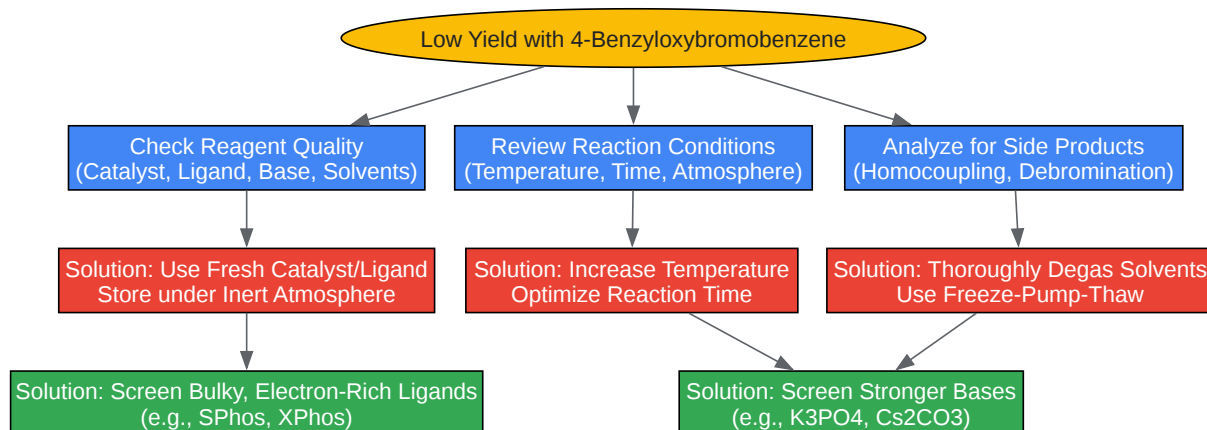 Low Yield with 4-Benzyloxybromobenzene
Check Reagent Quality
(Catalyst, Ligand, Base, Solvents)
Review Reaction Conditions
(Temperature, Time, Atmosphere)
Analyze for Side Products
(Homocoupling, Debromination)
Solution: Use Fresh Catalyst/Ligand
Store under Inert Atmosphere
Solution: Increase Temperature
Optimize Reaction Time
Solution: Thoroughly Degas Solvents
Use Freeze-Pump-Thaw
Solution: Screen Bulky, Electron-Rich Ligands
(e.g., SPhos, XPhos)
Solution: Screen Stronger Bases
(e.g., K3PO4, Cs2CO3)